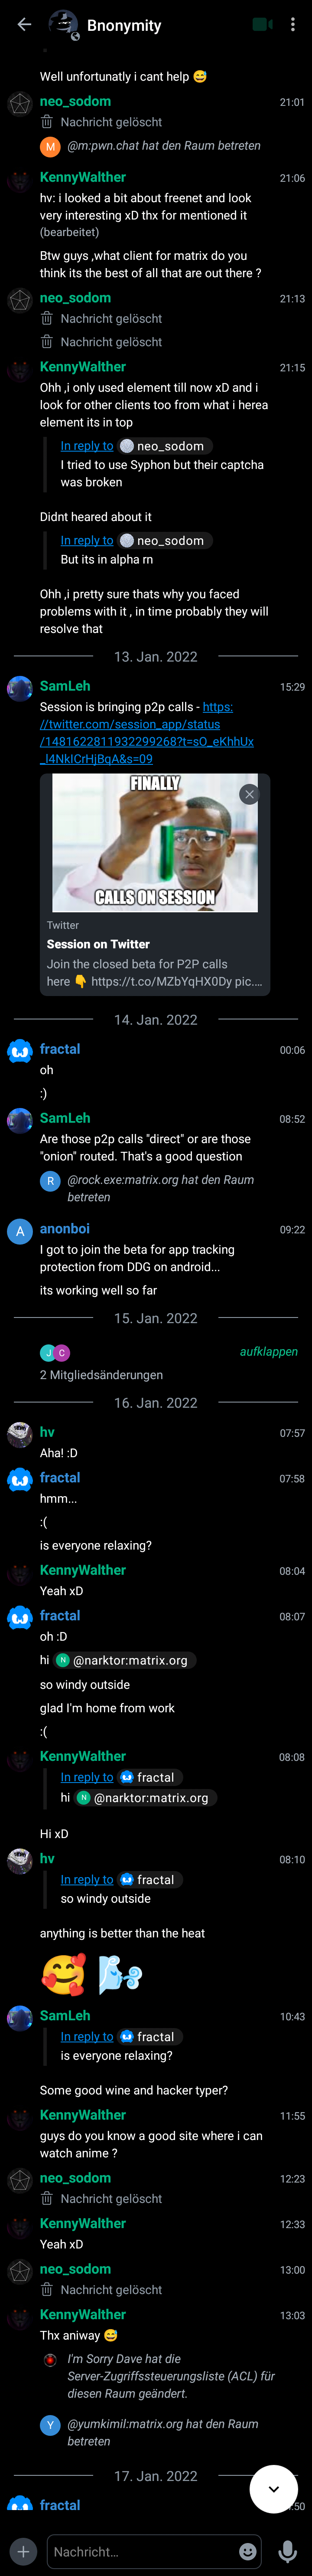 Bnonymity
Well unfortunatly i cant help 😅
neo_sodom
21:01
Nachricht gelöscht
M @m:pwn.chat hat den Raum betreten
KennyWalther
21:06
hv: i looked a bit about freenet and look
very interesting xD thx for mentioned it
(bearbeitet)
Btw guys ,what client for matrix do you
think its the best of all that are out there ?
neo_sodom
21:13
Nachricht gelöscht
Nachricht gelöscht
KennyWalther
21:15
Ohh ,i only used element till now xD and i
look for other clients too from what i herea
element its in top
In reply to neo_sodom
I tried to use Syphon but their captcha
was broken
Didnt heared about it
In reply to neo_sodom
But its in alpha rn
Ohh ,i pretty sure thats why you faced
problems with it , in time probably they will
resolve that
13. Jan. 2022
SamLeh
15:29
Session is bringing p2p calls - https:
//twitter.com/session_app/status
/1481622811932299268?t=sO_eKhhUx
_l4NkICrHjBqA&s=09
FINALLY
CALLS ON SESSION
Twitter
Session on Twitter
Join the closed beta for P2P calls
here 👇 https://t.co/MZbYqHX0Dy pic....
14. Jan. 2022
fractal
00:06
oh
:)
SamLeh
08:52
Are those p2p calls "direct" or are those
"onion" routed. That's a good question
R @rock.exe:matrix.org hat den Raum
betreten
A anonboi
09:22
I got to join the beta for app tracking
protection from DDG on android...
its working well so far
15. Jan. 2022
J C
aufklappen
2 Mitgliedsänderungen
16. Jan. 2022
hv
07:57
Aha! :D
fractal
07:58
hmm...
:(
is everyone relaxing?
KennyWalther
08:04
Yeah xD
fractal
08:07
oh :D
hi N @narktor:matrix.org
so windy outside
glad I'm home from work
:(
KennyWalther
08:08
In reply to fractal
hi N @narktor:matrix.org
Hi xD
hv
08:10
In reply to fractal
so windy outside
anything is better than the heat
🥰 🌬️
SamLeh
10:43
In reply to fractal
is everyone relaxing?
Some good wine and hacker typer?
KennyWalther
11:55
guys do you know a good site where i can
watch anime ?
neo_sodom
12:23
Nachricht gelöscht
KennyWalther
12:33
Yeah xD
neo_sodom
13:00
Nachricht gelöscht
KennyWalther
13:03
Thx aniway 😅
I'm Sorry Dave hat die
Server-Zugriffssteuerungsliste (ACL) für
diesen Raum geändert.
Y @yumkimil:matrix.org hat den Raum
betreten
17. Jan. 2022
fractal
:50
Nachricht…